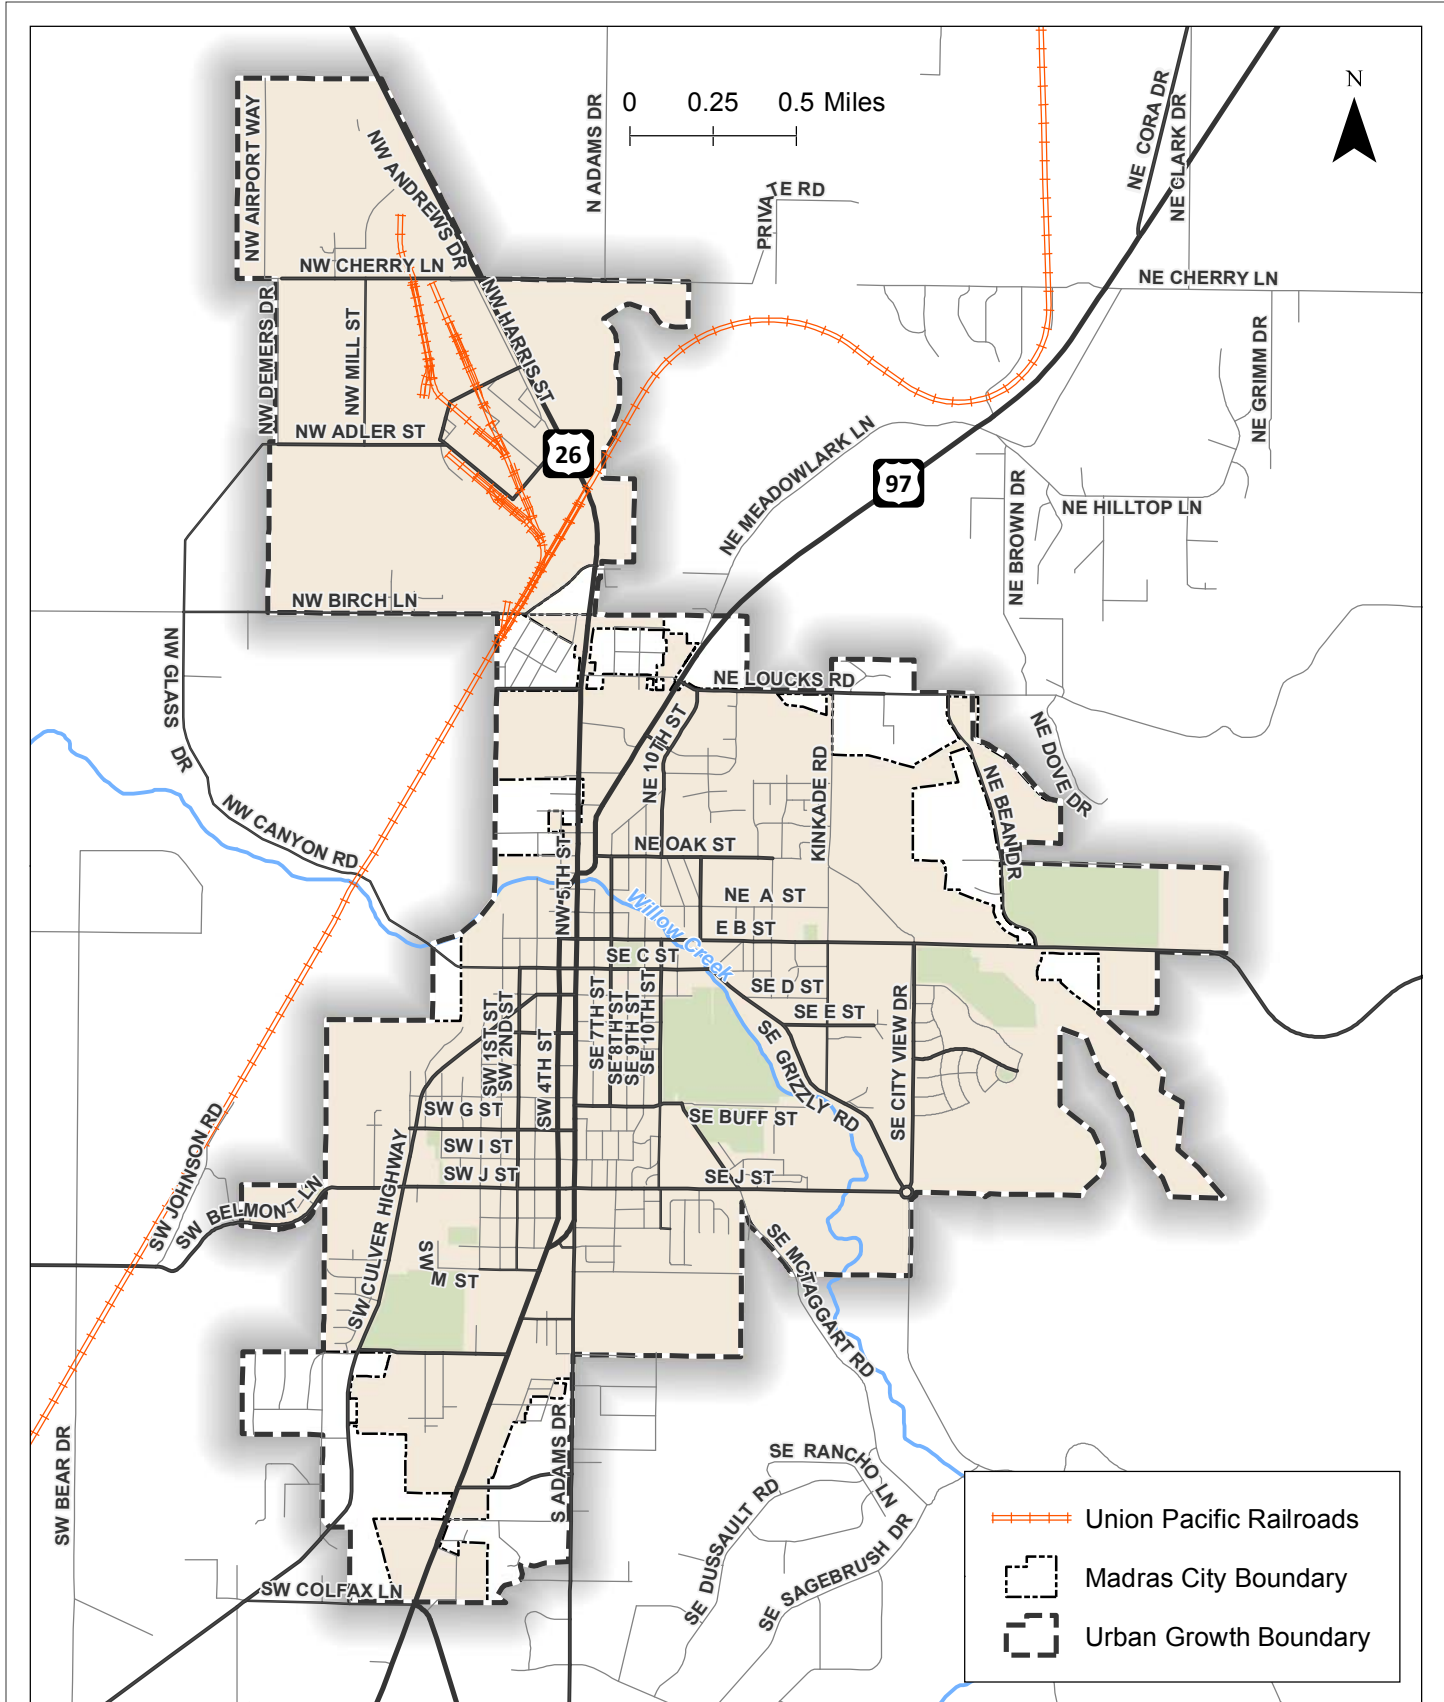 0 0.25 0.5 Miles
N
NW AIRPORT WAY
NW ANDREWS DR
N ADAMS DR
PRIVATE RD
NE CORA DR
NE CLARK DR
NW CHERRY LN
NE CHERRY LN
NW DEMERS DR
NW MILL ST
NW HARRIS ST
NE GRIMM DR
NW ADLER ST
26
97
NE MEADOWLARK LN
NE BROWN DR
NE HILLTOP LN
NW BIRCH LN
NW GLASS DR
NE LOUCKS RD
NE 10TH ST
KINKADE RD
NE BEAN DR
NE DOVE DR
NW CANYON RD
NW 5TH ST
NE OAK ST
NE A ST
Willow Creek
E B ST
SE C ST
SE D ST
SE E ST
SW 1ST ST
SW 2ND ST
SW 4TH ST
SE 7TH ST
SE 8TH ST
SE 9TH ST
SE 10TH ST
SE GRIZZLY RD
SE CITY VIEW DR
SW G ST
SE BUFF ST
SW I ST
SW J ST
SE J ST
SW JOHNSON RD
SW BELMONT LN
SW CULVER HIGHWAY
SW M ST
SE MCTAGGART RD
SW BEAR DR
S ADAMS DR
SE RANCHO LN
SE DUSSAULT RD
SE SAGEBRUSH DR
SW COLFAX LN
Union Pacific Railroads
Madras City Boundary
Urban Growth Boundary